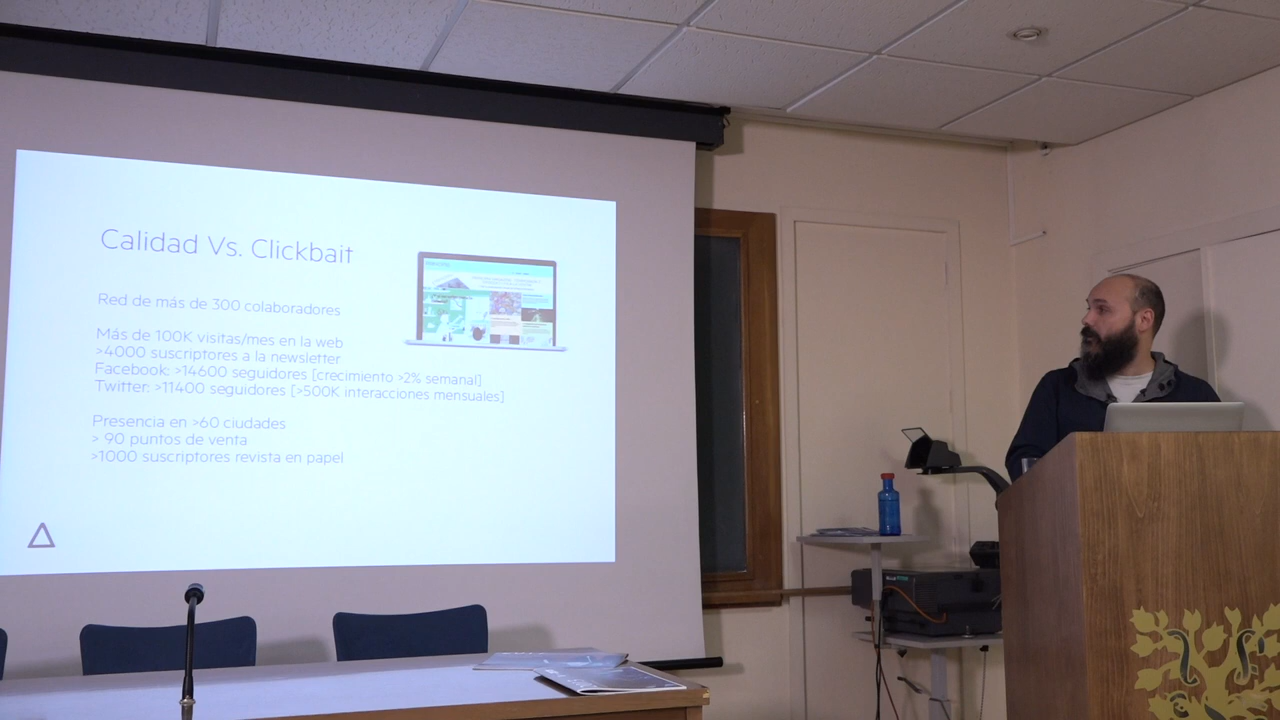 Calidad Vs. Clickbait
Red de más de 300 colaboradores
Más de 100K visitas/mes en la web
>4000 suscriptores a la newsletter
Facebook: >14600 seguidores [crecimiento >2% semanal]
Twitter: >11400 seguidores [>500K interacciones mensuales]
Presencia en >60 ciudades
> 90 puntos de venta
>1000 suscriptores revista en papel